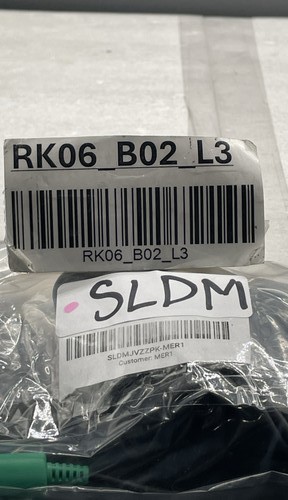 RK06_B02_L3
RK06_B02_L3
SLDM
SLDMJVZZPK-MER1
Customer: MER1